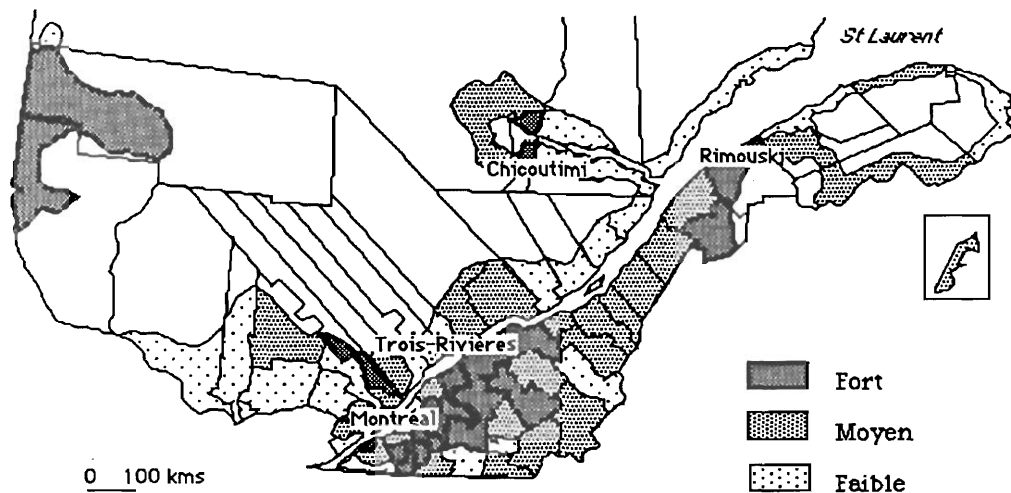 St Laurent
Rimouski
Chicoutimi
Trois-Rivières
Montréal
Fort
Moyen
Faible
0 100 kms